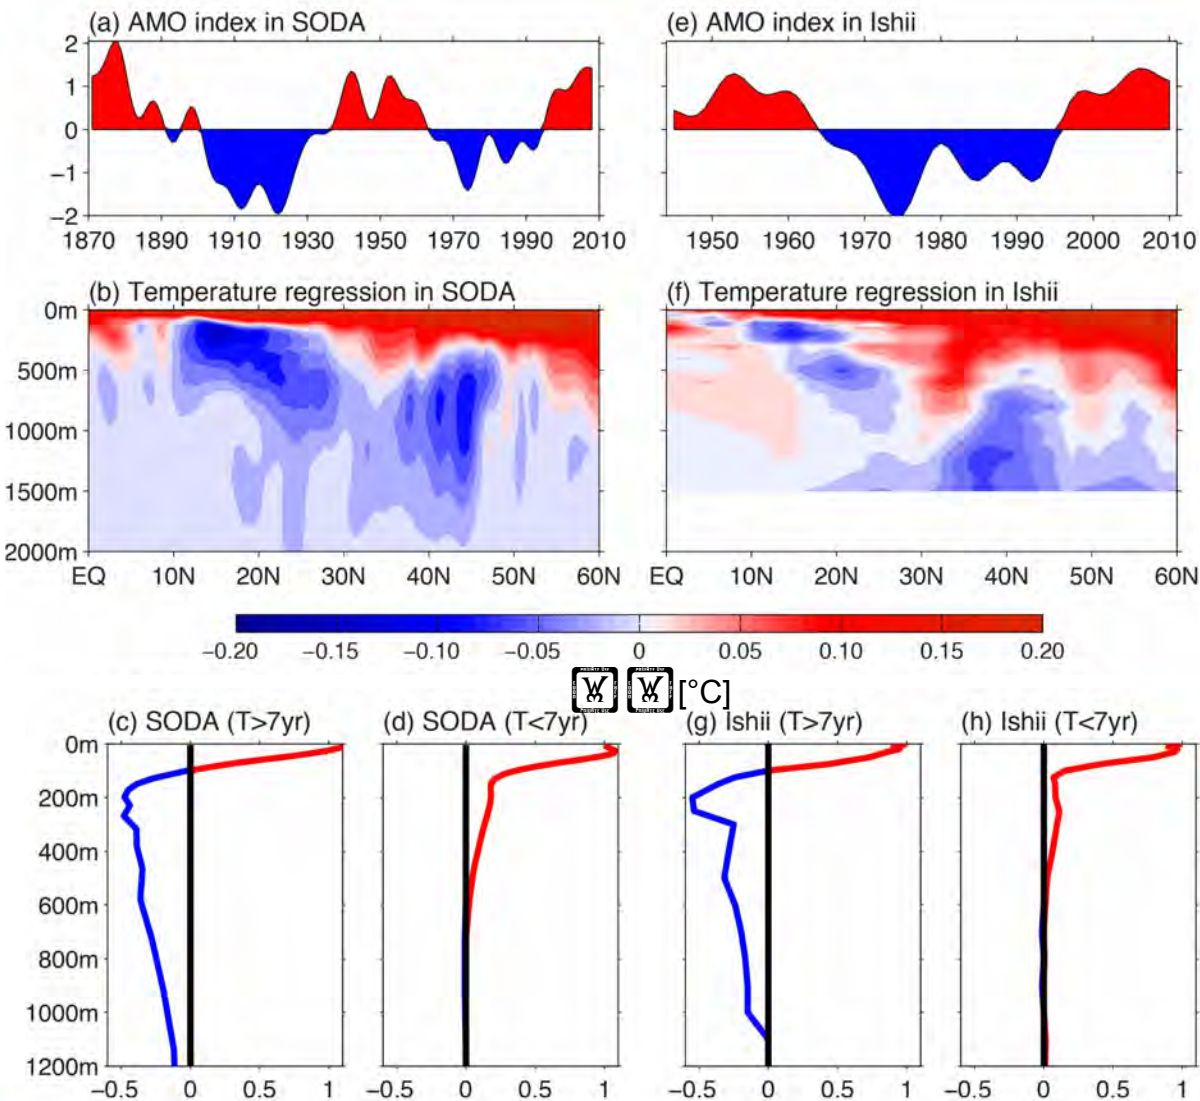 (a) AMO index in SODA
(e) AMO index in Ishii
2
1
0
−1
−2
1870 1890 1910 1930 1950 1970 1990 2010
1950 1960 1970 1980 1990 2000 2010
(b) Temperature regression in SODA
(f) Temperature regression in Ishii
0m
500m
1000m
1500m
2000m
EQ 10N 20N 30N 40N 50N 60N
EQ 10N 20N 30N 40N 50N 60N
−0.20 −0.15 −0.10 −0.05 0 0.05 0.10 0.15 0.20
[°C]
(c) SODA (T>7yr)
(d) SODA (T<7yr)
(g) Ishii (T>7yr)
(h) Ishii (T<7yr)
0m
200m
400m
600m
800m
1000m
1200m
−0.5 0 0.5 1
−0.5 0 0.5 1
−0.5 0 0.5 1
−0.5 0 0.5 1